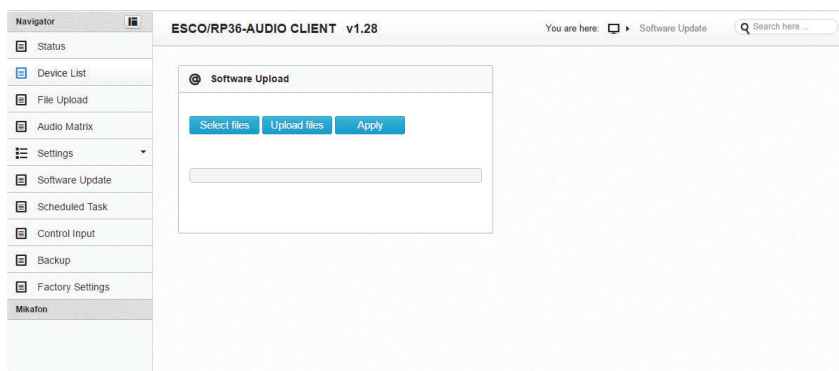 Navigator
Status
Device List
File Upload
Audio Matrix
Settings
Software Update
Scheduled Task
Control Input
Backup
Factory Settings
Mikafon
ESCO/RP36-AUDIO CLIENT v1.28
You are here: Software Update
Search here ...
@ Software Upload
Select files Upload files Apply